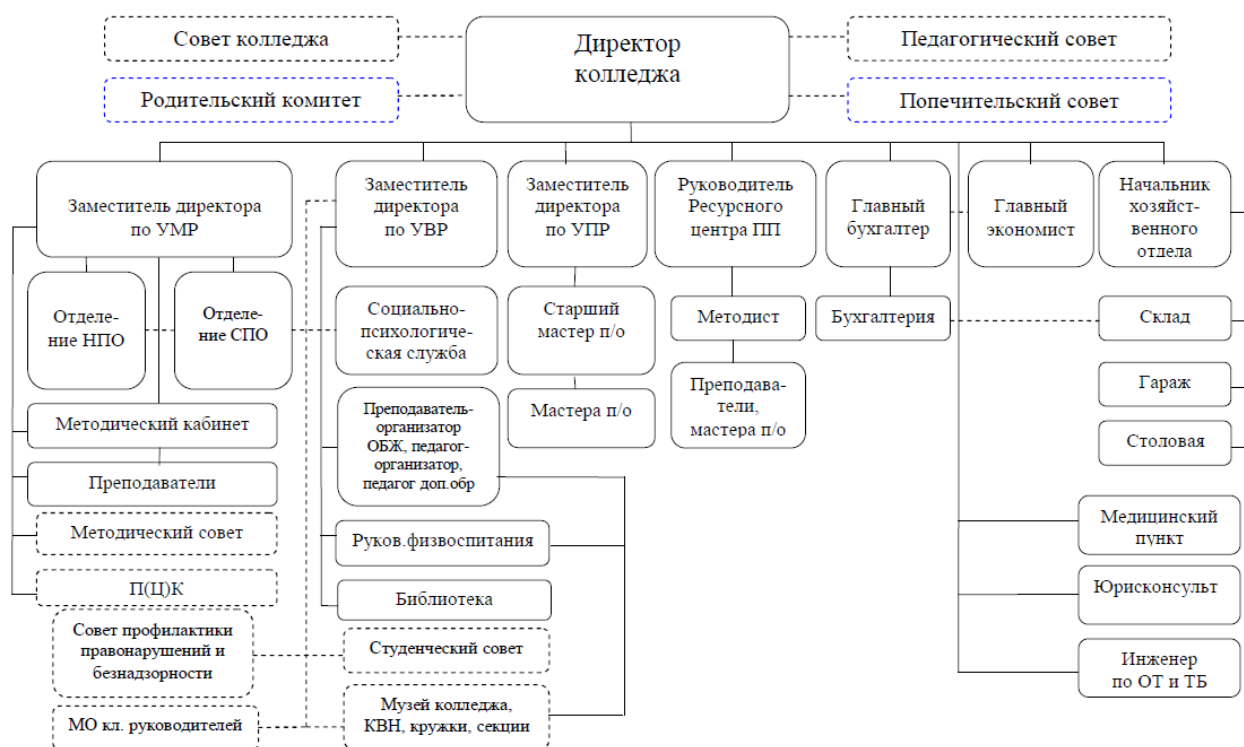 Совет колледжа
Директор
колледжа
Педагогический совет
Родительский комитет
Попечительский совет
Заместитель директора
по УМР
Заместитель
директора
по УВР
Заместитель
директора
по УПР
Руководитель
Ресурсного
центра ПП
Главный
бухгалтер
Главный
экономист
Начальник
хозяйст-
венного
отдела
Отделе-
ние НПО
Отделе-
ние СПО
Социально-
психологиче-
ская служба
Старший
мастер п/о
Методист
Бухгалтерия
Склад
Методический кабинет
Преподаватель-
организатор
ОБЖ, педагог-
организатор,
педагог доп.обр
Мастера п/о
Преподава-
тели,
мастера п/о
Гараж
Столовая
Преподаватели
Методический совет
Руков.физвоспитания
Медицинский
пункт
П(Ц)К
Библиотека
Юрисконсульт
Совет профилактики
правонарушений и
безнадзорности
Студенческий совет
Инженер
по ОТ и ТБ
МО кл. руководителей
Музей колледжа,
КВН, кружки, секции